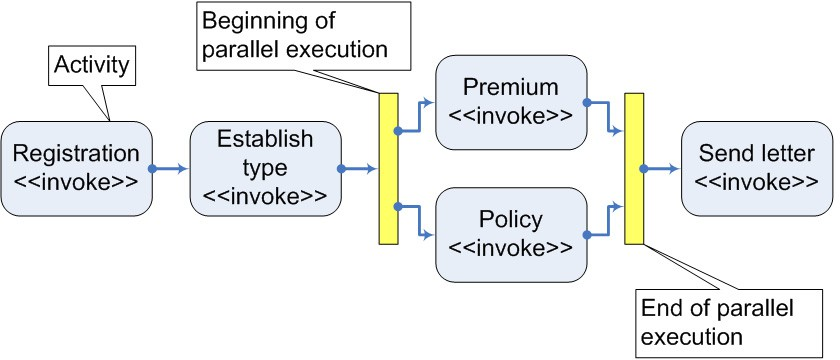 Beginning of
parallel execution
Activity
Registration
<<invoke>>
Establish
type
<<invoke>>
Premium
<<invoke>>
Policy
<<invoke>>
Send letter
<<invoke>>
End of parallel
execution